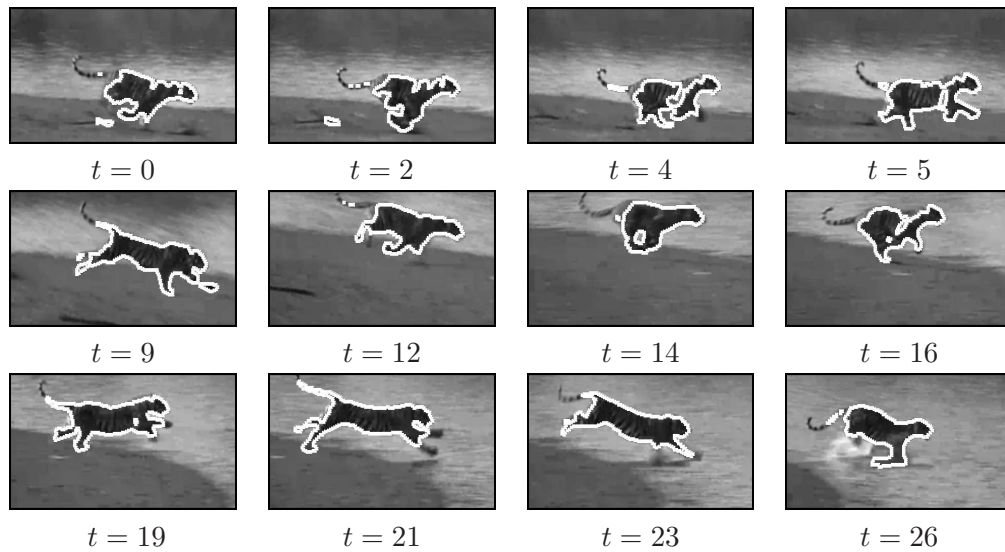 t = 0 t = 2 t = 4 t = 5
t = 9 t = 12 t = 14 t = 16
t = 19 t = 21 t = 23 t = 26